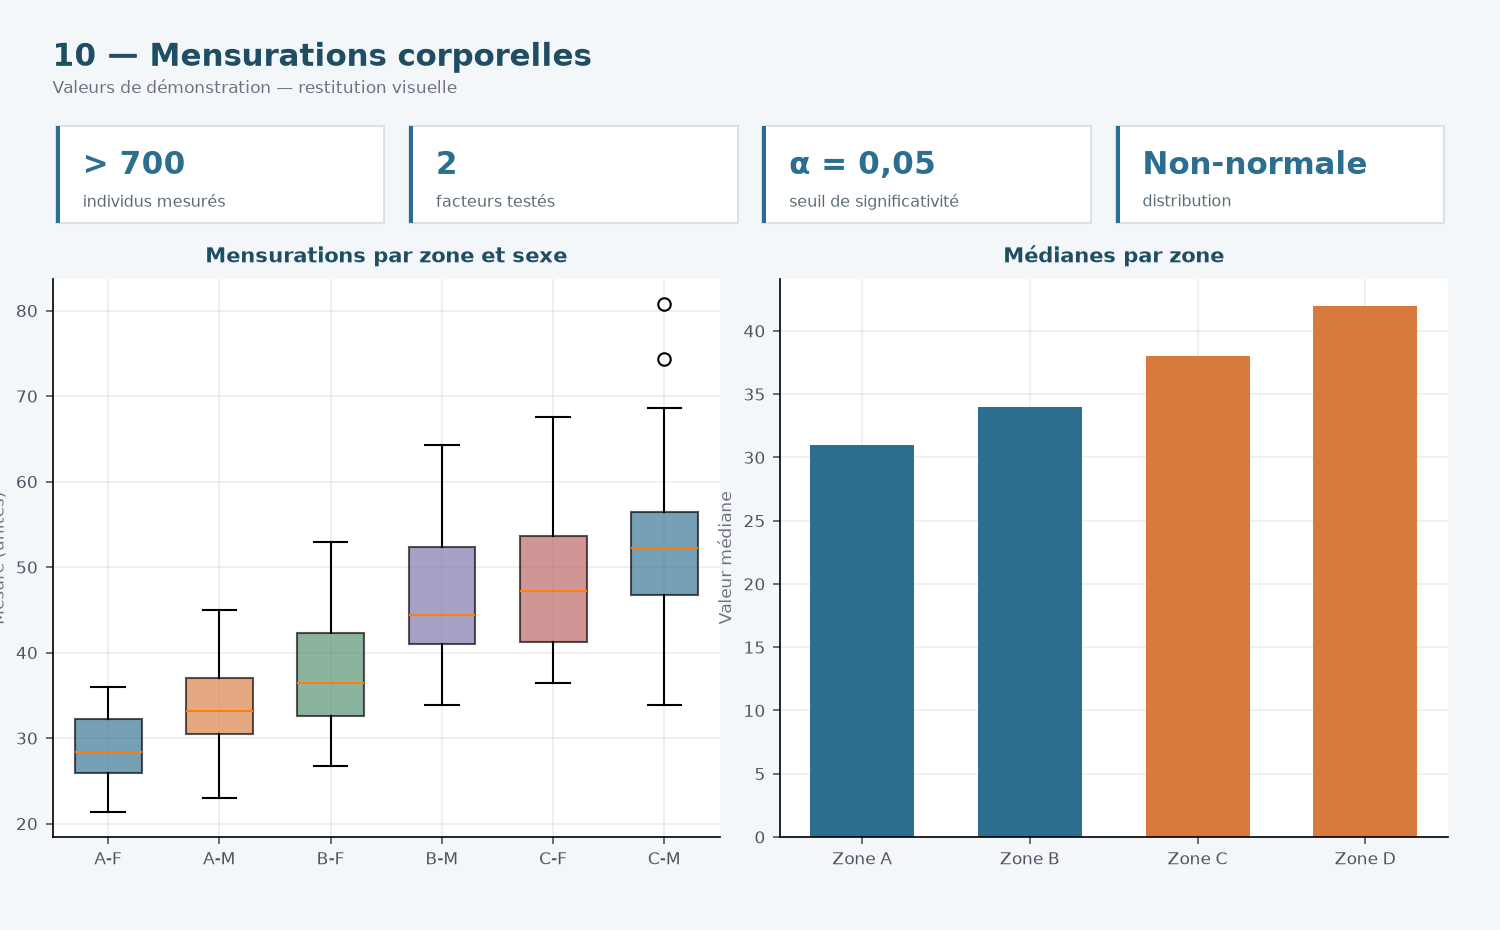 10 — Mensurations corporelles
Valeurs de démonstration — restitution visuelle
> 700
individus mesurés
2
facteurs testés
α = 0,05
seuil de significativité
Non-normale
distribution
Mensurations par zone et sexe
80
70
60
50
40
30
20
A-F
A-M
B-F
B-M
C-F
C-M
Médianes par zone
Valeur médiane
40
35
30
25
20
15
10
5
0
Zone A
Zone B
Zone C
Zone D